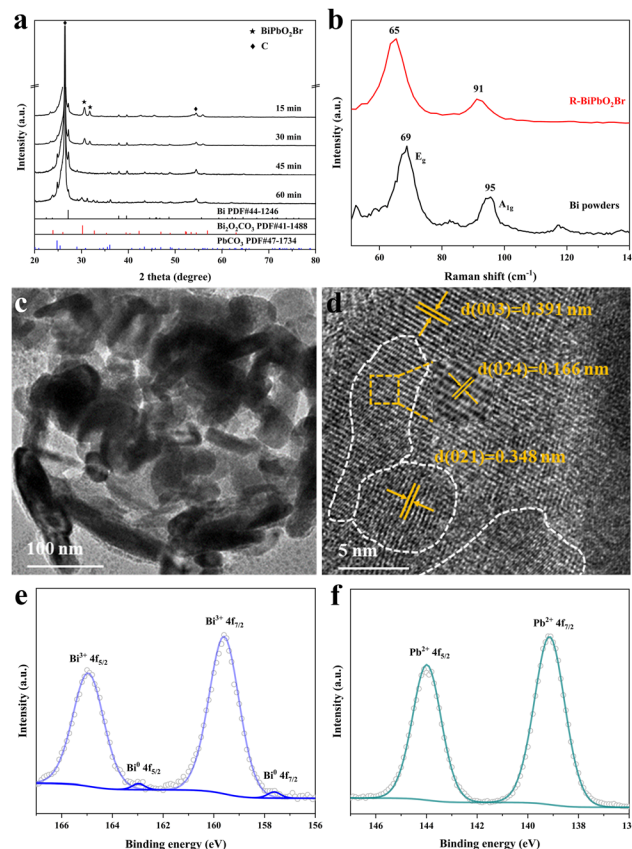 a
★ BiPbO₂Br
♦ C
15 min
30 min
45 min
60 min
Bi PDF#44-1246
Bi₂O₂CO₃ PDF#41-1488
PbCO₃ PDF#47-1734
20 30 40 50 60 70 80
2 theta (degree)
Intensity (a.u.)
b
65
91
R-BiPbO₂Br
69
E_g
95
A₁g
Bi powders
60 80 100 120 140
Raman shift (cm⁻¹)
Intensity (a.u.)
c
100 nm
d
d(003)=0.391 nm
d(024)=0.166 nm
d(021)=0.348 nm
5 nm
e
Bi³⁺ 4f₇/₂
Bi³⁺ 4f₅/₂
Bi⁰ 4f₅/₂
Bi⁰ 4f₇/₂
166 164 162 160 158 156
Binding energy (eV)
Intensity (a.u.)
f
Pb²⁺ 4f₇/₂
Pb²⁺ 4f₅/₂
146 144 142 140 138 13
Binding energy (eV)
Intensity (a.u.)